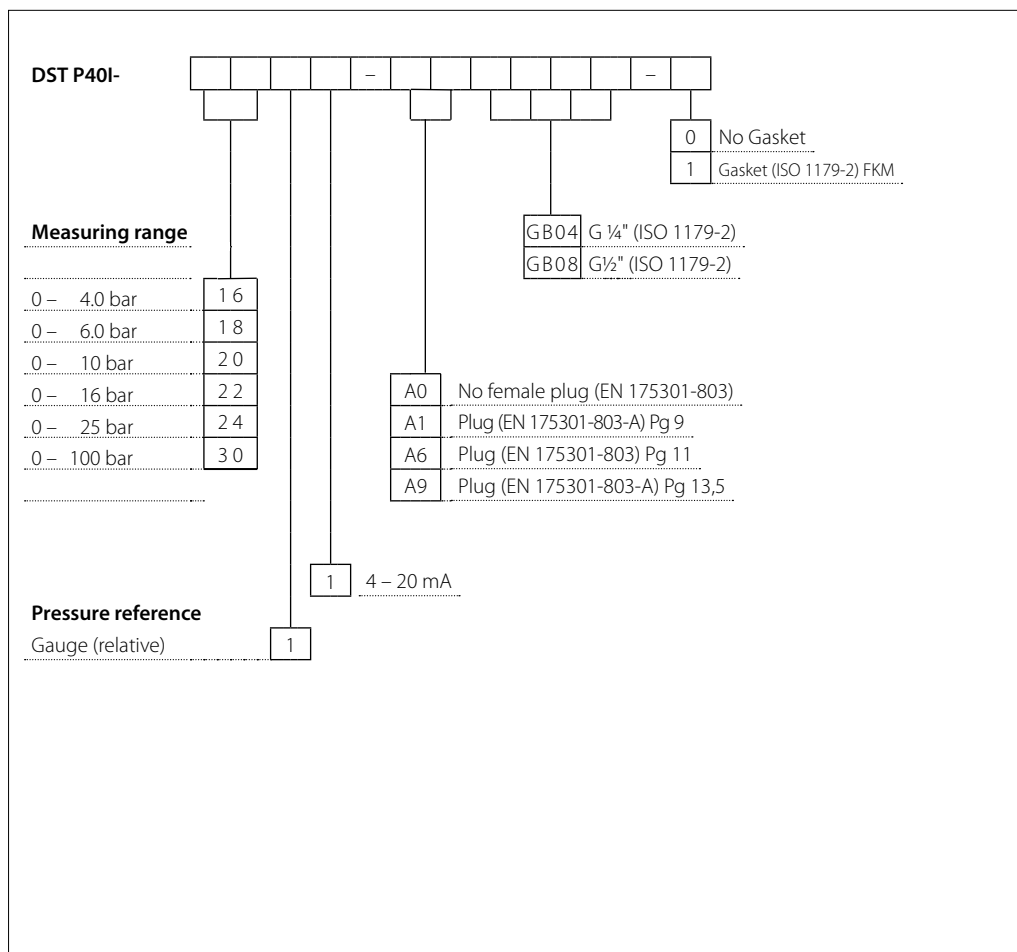 DST P40I- – –
0 No Gasket
1 Gasket (ISO 1179-2) FKM
Measuring range
GB04 G ¼" (ISO 1179-2)
GB08 G½" (ISO 1179-2)
0 – 4.0 bar 16
0 – 6.0 bar 18
0 – 10 bar 20
0 – 16 bar 22
0 – 25 bar 24
0 – 100 bar 30
A0 No female plug (EN 175301-803)
A1 Plug (EN 175301-803-A) Pg 9
A6 Plug (EN 175301-803) Pg 11
A9 Plug (EN 175301-803-A) Pg 13,5
1 4 – 20 mA
Pressure reference
Gauge (relative) 1